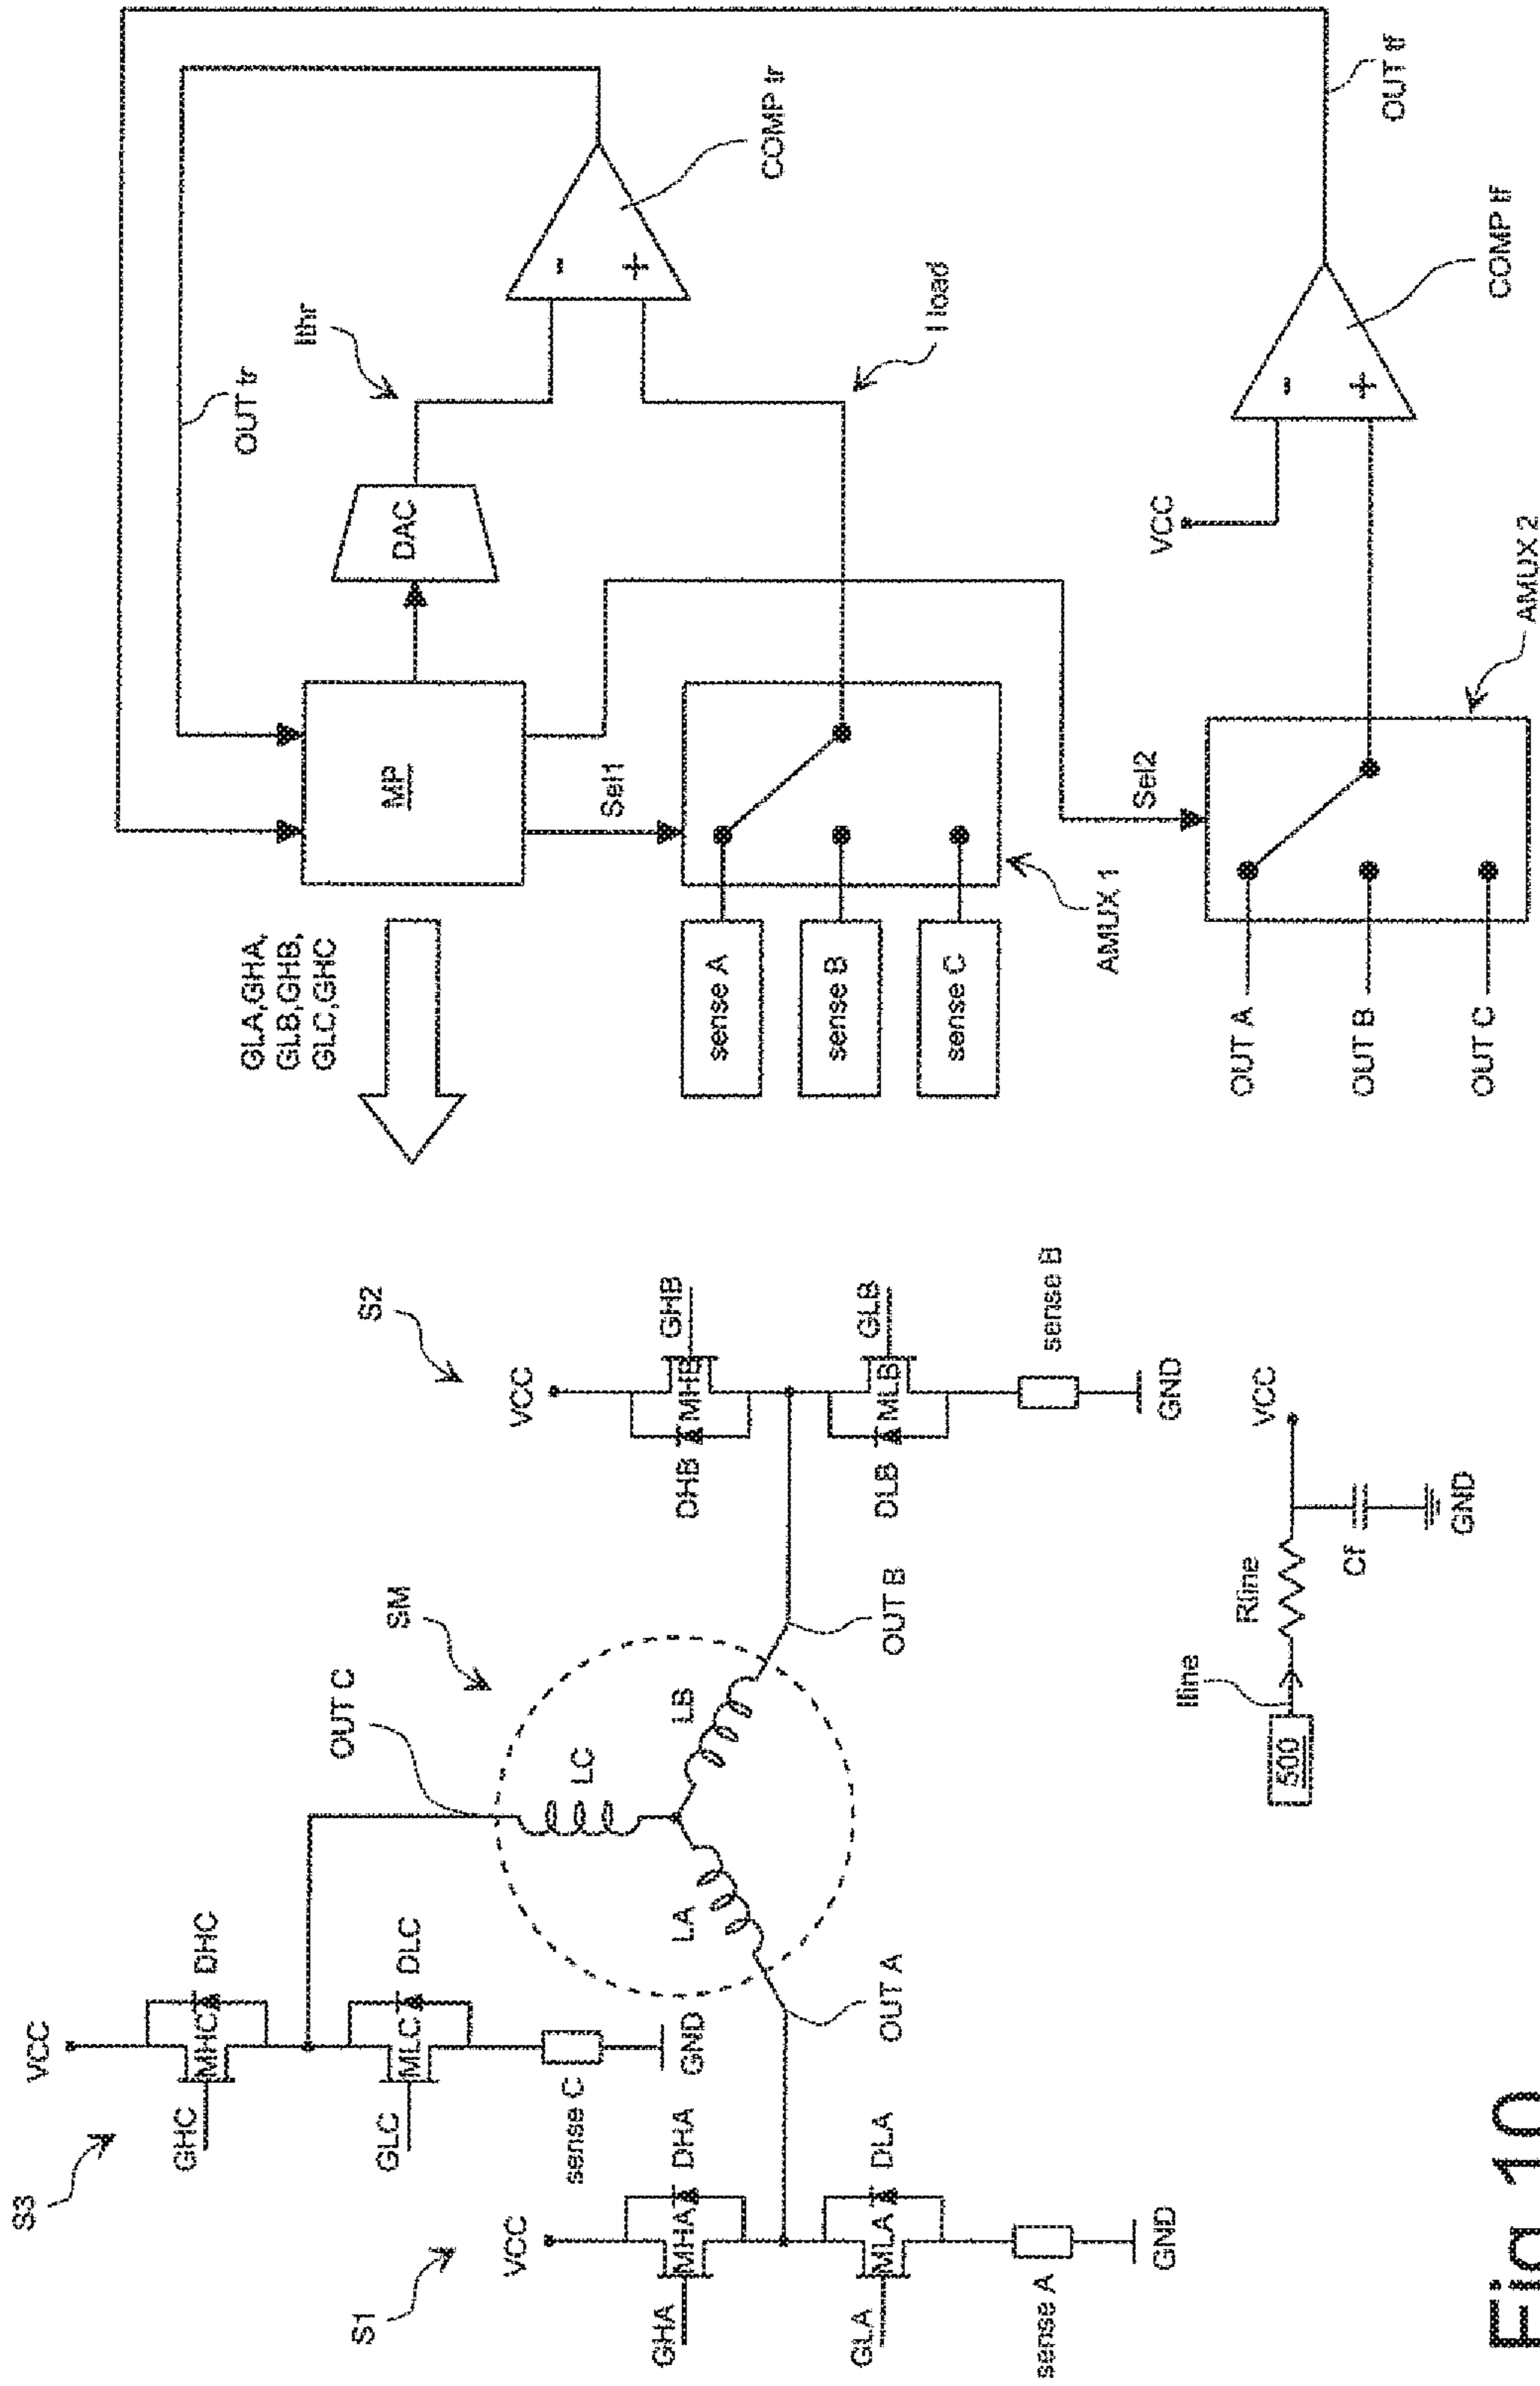 S3
VCC
GHC
MHC
DHC
GLC
MLC
DLC
sense C
GND
S1
VCC
GHA
MHA
DHA
GLA
MLA
DLA
sense A
GND
OUT C
SM
LC
LA
LB
OUT A
OUT B
S2
VCC
DHB
MHB
GHB
DLB
MLB
GLB
sense B
GND
500
Iline
Rline
VCC
Cf
GND
GLA,GHA,
GLB,GHB,
GLC,GHC
MP
DAC
Ithr
OUT tr
COMP tr
I load
Sel1
sense A
sense B
sense C
AMUX 1
Sel2
OUT A
OUT B
OUT C
AMUX 2
VCC
-
+
-
+
COMP tf
OUT tf
Fig 10